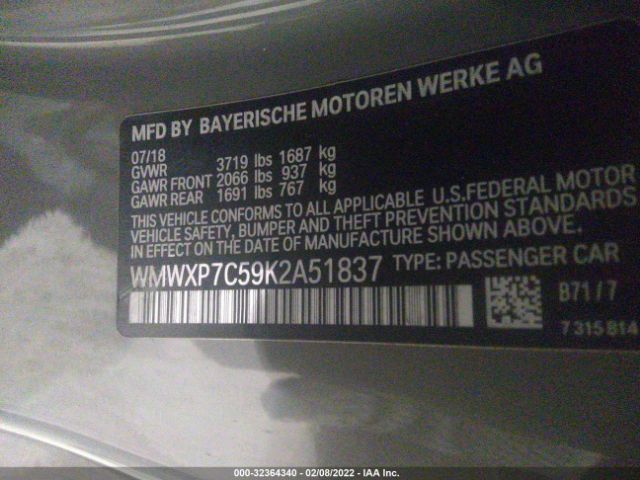 MFD BY BAYERISCHE MOTOREN WERKE AG
07/18
GVWR 3719 lbs 1687 kg
GAWR FRONT 2066 lbs 937 kg
GAWR REAR 1691 lbs 767 kg
THIS VEHICLE CONFORMS TO ALL APPLICABLE U.S.FEDERAL MOTOR
VEHICLE SAFETY, BUMPER AND THEFT PREVENTION STANDARDS
IN EFFECT ON THE DATE OF MANUFACTURE SHOWN ABOVE.
WMWXP7C59K2A51837 TYPE: PASSENGER CAR
B71/7
7315814
000-32364340 - 02/08/2022 - IAA Inc.